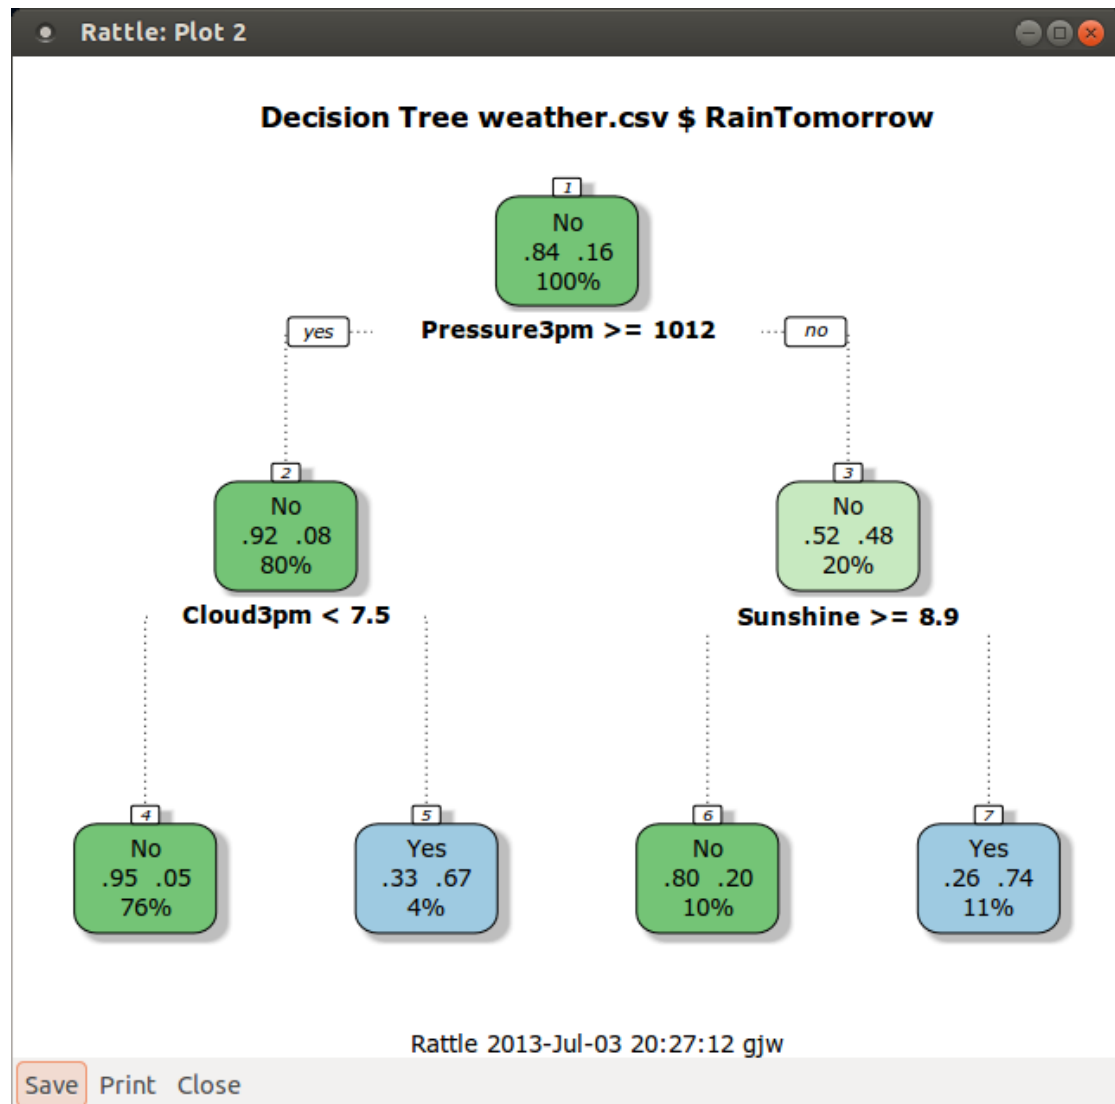 Rattle: Plot 2
Decision Tree weather.csv $ RainTomorrow
1
No
.84 .16
100%
yes
Pressure3pm >= 1012
no
2
No
.92 .08
80%
Cloud3pm < 7.5
3
No
.52 .48
20%
Sunshine >= 8.9
4
No
.95 .05
76%
5
Yes
.33 .67
4%
6
No
.80 .20
10%
7
Yes
.26 .74
11%
Rattle 2013-Jul-03 20:27:12 gjw
Save Print Close